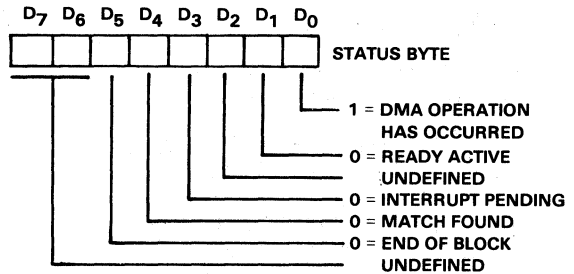 D7 D6 D5 D4 D3 D2 D1 D0
STATUS BYTE
1 = DMA OPERATION
HAS OCCURRED
0 = READY ACTIVE
UNDEFINED
0 = INTERRUPT PENDING
0 = MATCH FOUND
0 = END OF BLOCK
UNDEFINED